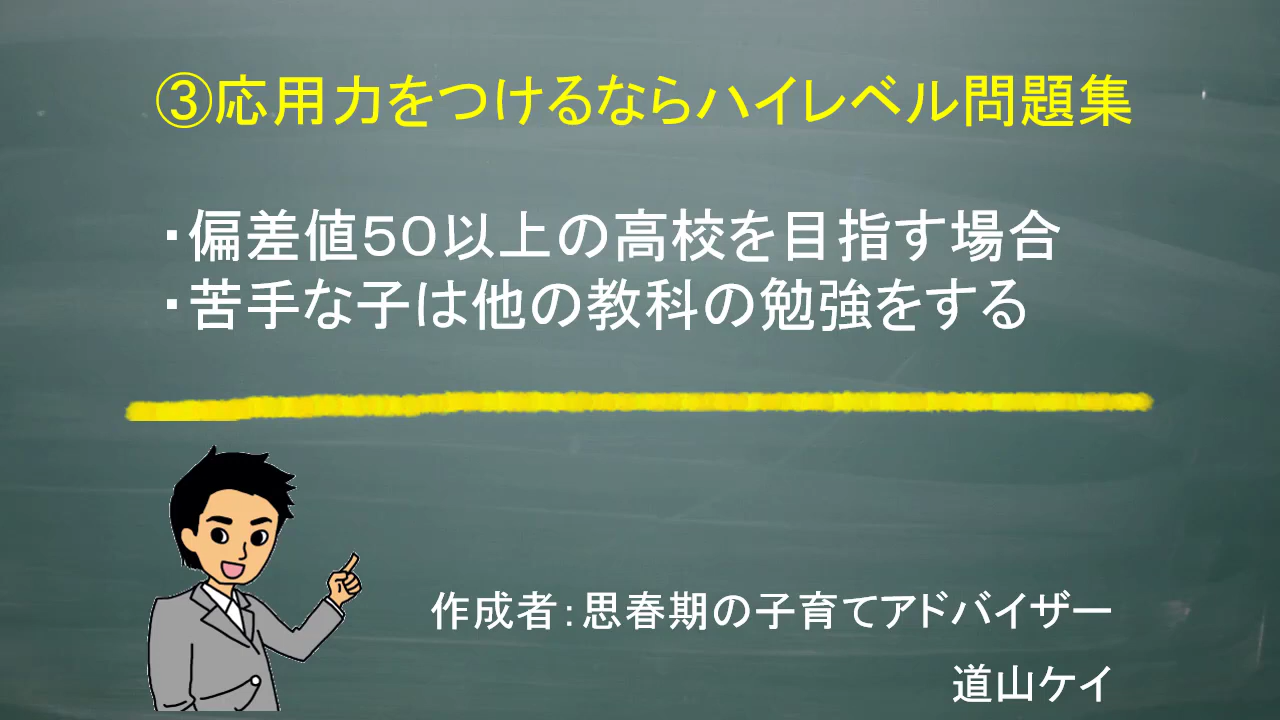 ③応用力をつけるならハイレベル問題集
・偏差値50以上の高校を目指す場合
・苦手な子は他の教科の勉強をする
作成者：思春期の子育てアドバイザー
道山ケイ